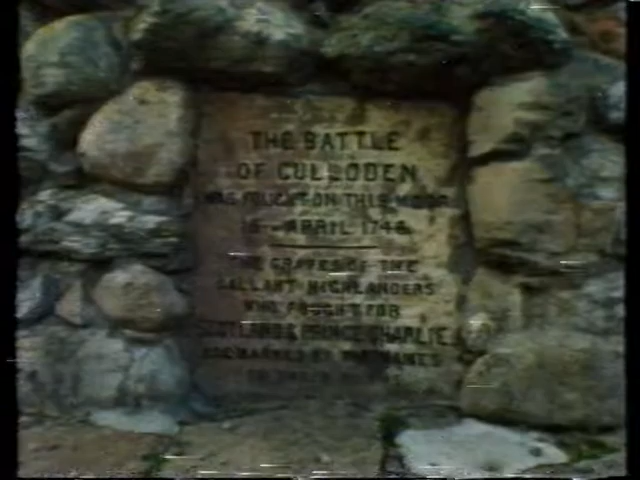 THE BATTLE
OF CULLODEN
WAS FOUGHT ON THIS MOOR
16TH APRIL 1746
THE GRAVES OF THE
GALLANT HIGHLANDERS
WHO FOUGHT FOR
SCOTLAND & PRINCE CHARLIE
ARE MARKED BY THE NAMES